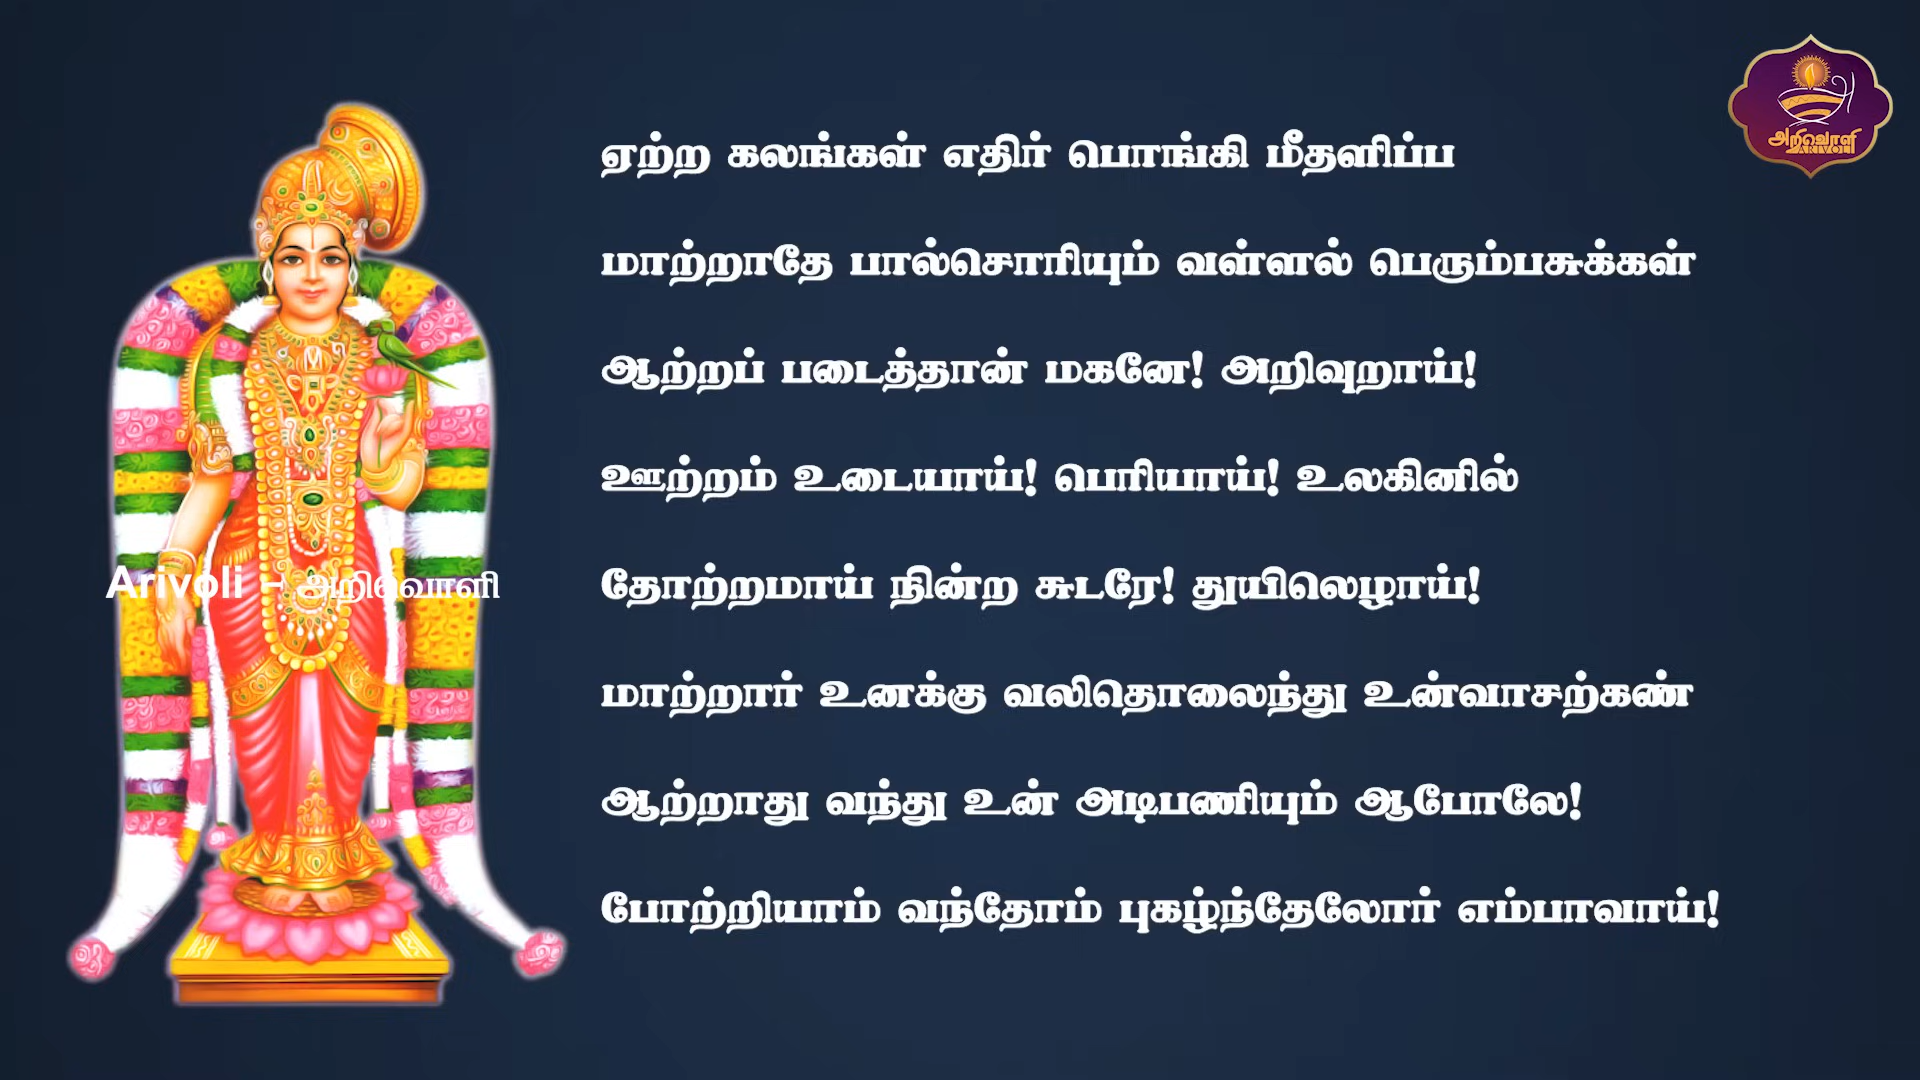 அறிவொளி
ARIVOLI
ஏற்ற கலங்கள் எதிர் பொங்கி மீதளிப்ப
மாற்றாதே பால்சொரியும் வள்ளல் பெரும்பசுக்கள்
ஆற்றப் படைத்தான் மகனே! அறிவுறாய்!
ஊற்றம் உடையாய்! பெரியாய்! உலகினில்
தோற்றமாய் நின்ற சுடரே! துயிலெழாய்!
மாற்றார் உனக்கு வலிதொலைந்து உன்வாசற்கண்
ஆற்றாது வந்து உன் அடிபணியும் ஆபோலே!
போற்றியாம் வந்தோம் புகழ்ந்தேலோர் எம்பாவாய்!
Arivoli - அறிவொளி